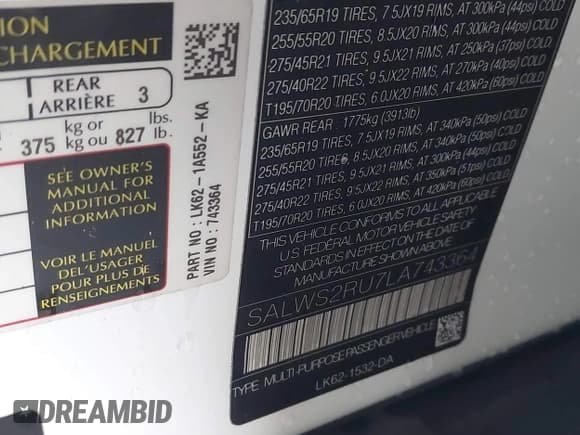 TION
CHARGEMENT
REAR
ARRIÈRE 3
375 kg or
kg ou 827 lbs.
lb.
SEE OWNER'S
MANUAL FOR
ADDITIONAL
INFORMATION
VOIR LE MANUEL
DEL'USAGER
POUR PLUS DE
RENSEIGNEMENTS
PART NO : LK62 -1A552 -KA
VIN NO : 743364
235/65R19 TIRES, 7.5JX19 RIMS, AT 300kPa (44psi) COLD
255/55R20 TIRES, 8.5JX20 RIMS, AT 300kPa (44psi) COLD
275/45R21 TIRES, 9.5JX21 RIMS, AT 250kPa (37psi) COLD
275/40R22 TIRES, 9.5JX22 RIMS, AT 270kPa (40psi) COLD
T195/70R20 TIRES, 6.0JX20 RIMS, AT 420kPa (60psi) COLD
GAWR REAR 1775kg (3913lb)
235/65R19 TIRES, 7.5JX19 RIMS, AT 340kPa (50psi) COLD
255/55R20 TIRES, 8.5JX20 RIMS, AT 340kPa (50psi) COLD
275/45R21 TIRES, 9.5JX21 RIMS, AT 300kPa (44psi) COLD
275/40R22 TIRES, 9.5JX22 RIMS, AT 350kPa (51psi) COLD
T195/70R20 TIRES, 6.0JX20 RIMS, AT 420kPa (60psi) COLD
THIS VEHICLE CONFORMS TO ALL APPLICABLE
U.S. FEDERAL MOTOR VEHICLE SAFETY
STANDARDS IN EFFECT ON THE DATE OF
MANUFACTURE SHOWN ABOVE
SALWS2RU7LA743364
TYPE MULTI-PURPOSE PASSENGER VEHICLE
LK62-1532-DA
DREAMBID